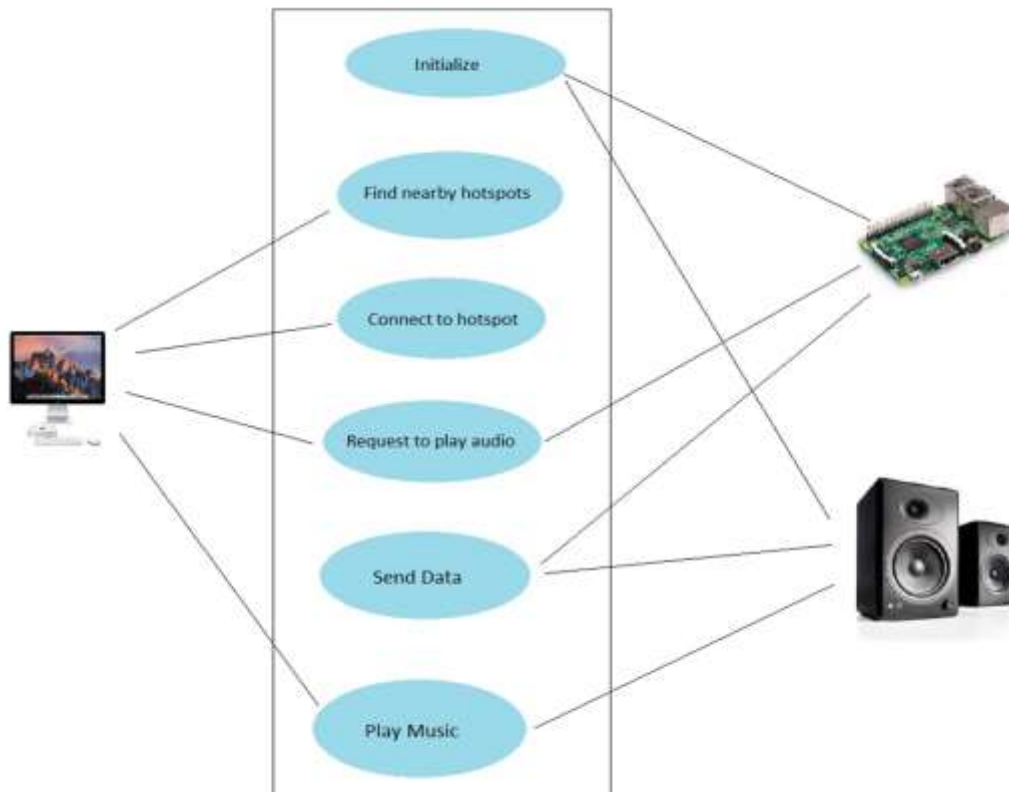 Initialize
Find nearby hotspots
Connect to hotspot
Request to play audio
Send Data
Play Music